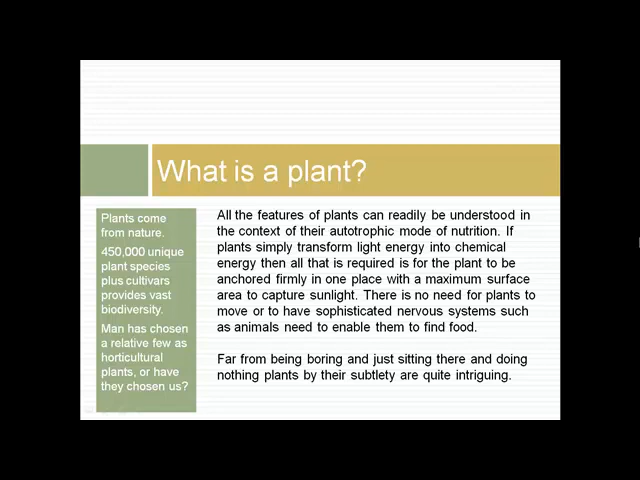 What is a plant?
Plants come
from nature.
450,000 unique
plant species
plus cultivars
provides vast
biodiversity.
Man has chosen
a relative few as
horticultural
plants, or have
they chosen us?
All the features of plants can readily be understood in
the context of their autotrophic mode of nutrition. If
plants simply transform light energy into chemical
energy then all that is required is for the plant to be
anchored firmly in one place with a maximum surface
area to capture sunlight. There is no need for plants to
move or to have sophisticated nervous systems such
as animals need to enable them to find food.
Far from being boring and just sitting there and doing
nothing plants by their subtlety are quite intriguing.